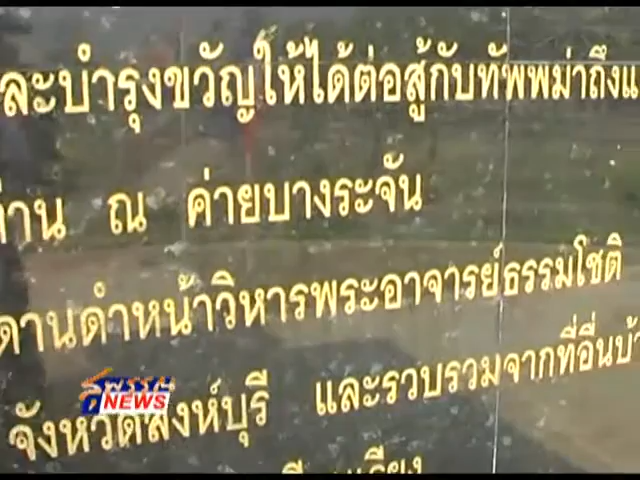 ละบำรุงขวัญให้ได้ต่อสู้กับทัพพม่าถึง
ณ ค่ายบางระจัน
ดานดำหน้าวิหารพระอาจารย์ธรรมโชติ
จังหวัดสิงห์บุรี และรวบรวมจากที่อื่นบ้า
NEWS